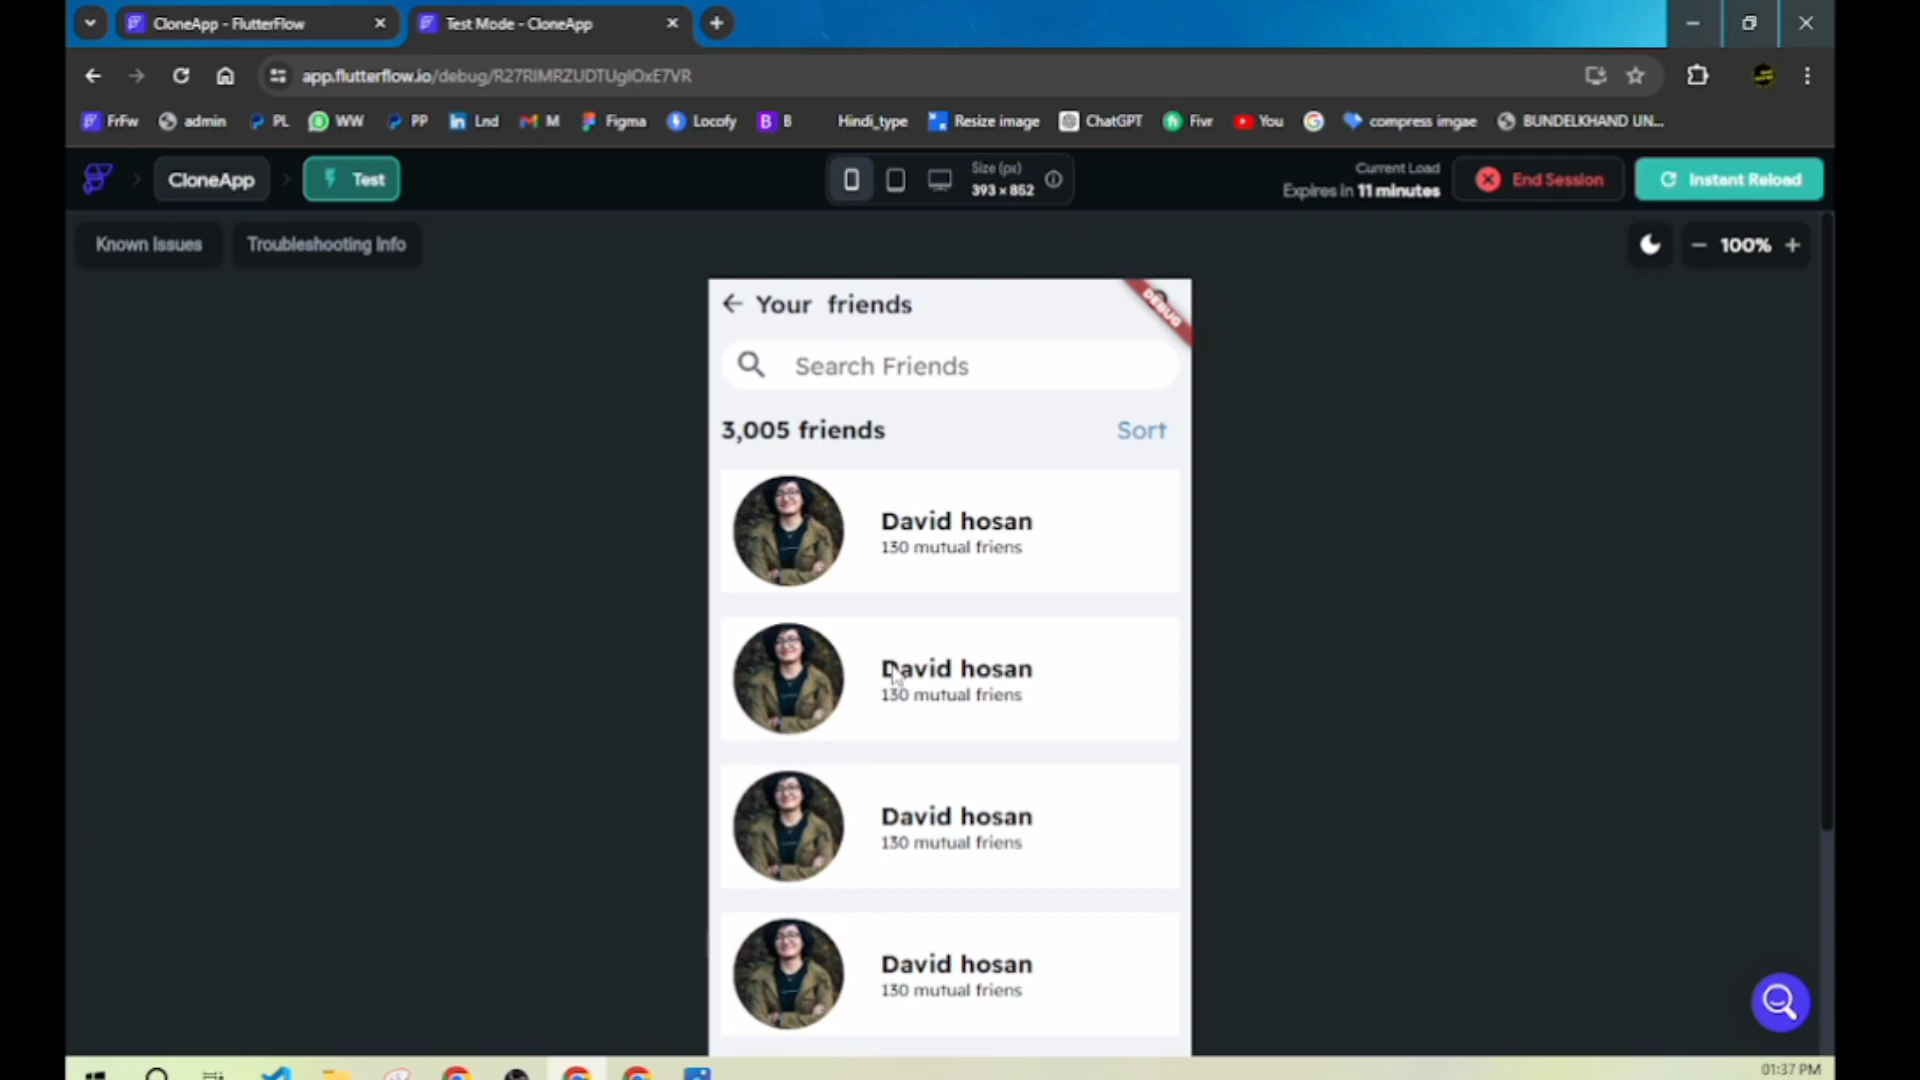 CloneApp - FlutterFlow
Test Mode - CloneApp
app.flutterflow.io/debug/R27RIMRZUDTUgIOxE7VR
FrFw admin PL WW PP Lnd M Figma Locofy B Hindi_type Resize image ChatGPT Fivr You compress imgae BUNDELKHAND UN...
CloneApp Test
Size (px)
393 × 852
Current Load
Expires in 11 minutes
End Session
Instant Reload
Known Issues
Troubleshooting Info
100%
Your friends
DEBUG
Search Friends
3,005 friends
Sort
David hosan
130 mutual friens
David hosan
130 mutual friens
David hosan
130 mutual friens
David hosan
130 mutual friens
01:37 PM